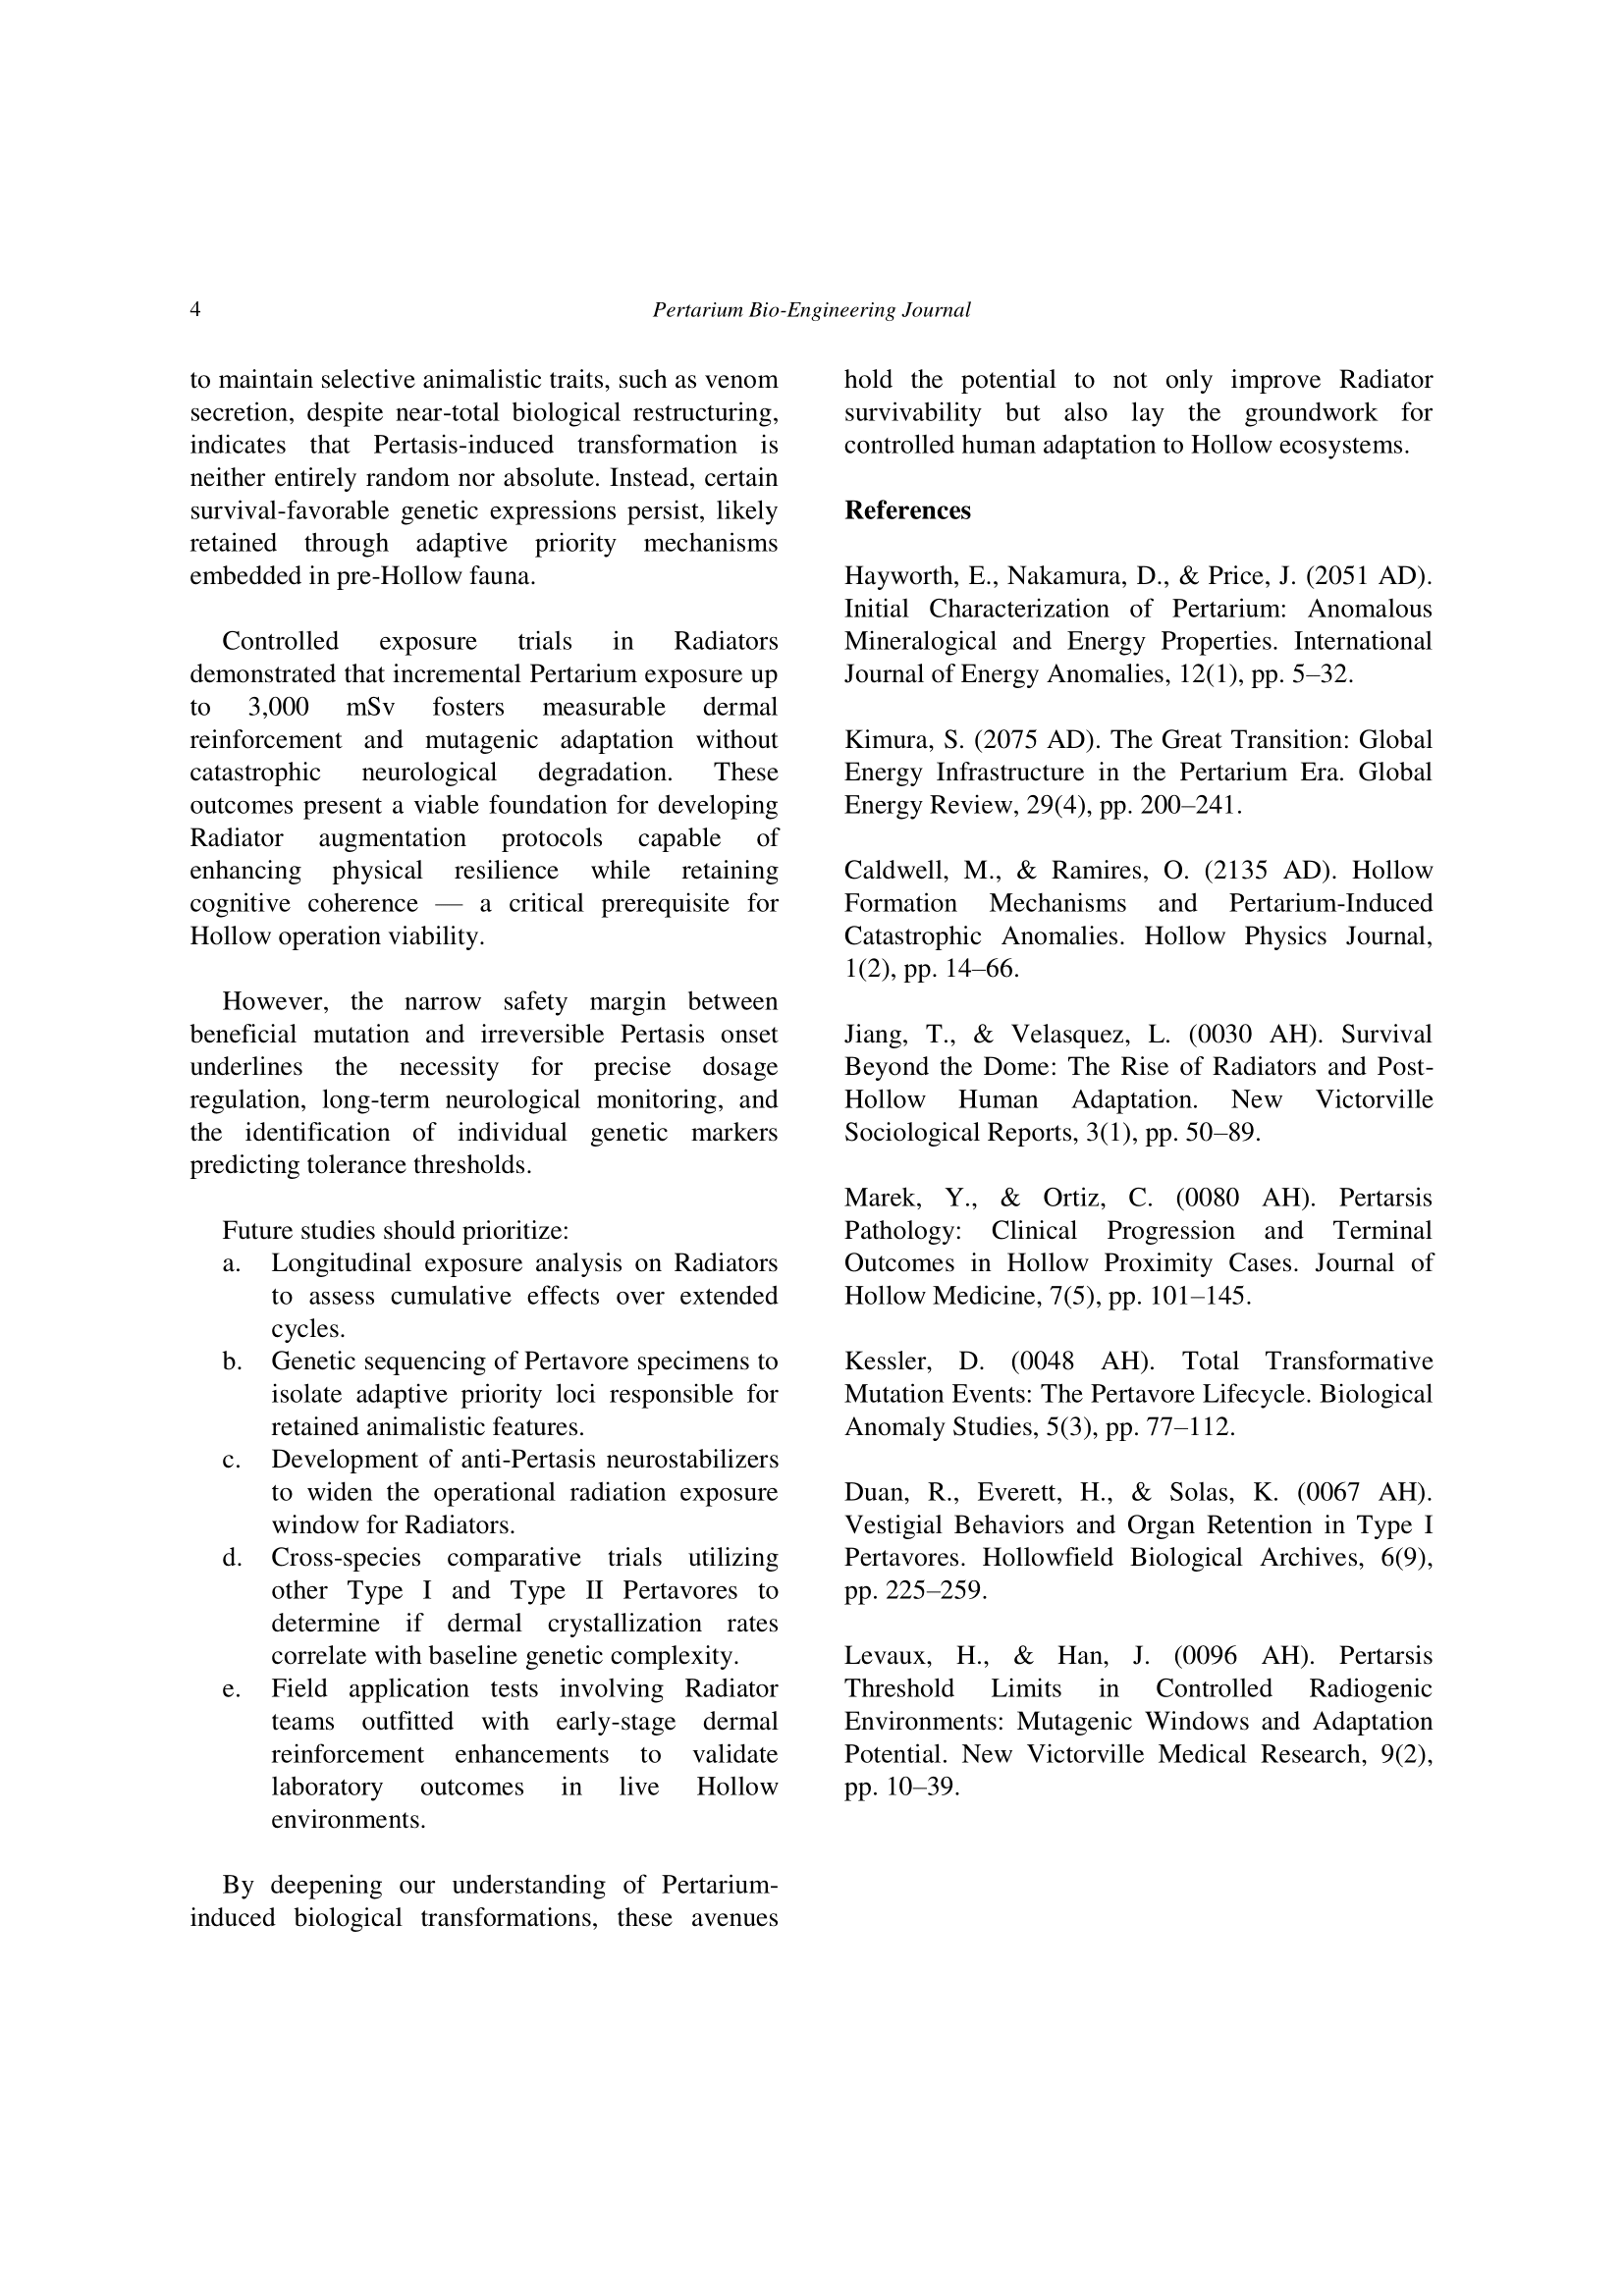 4
Pertarium Bio-Engineering Journal
to maintain selective animalistic traits, such as venom
secretion, despite near-total biological restructuring,
indicates that Pertasis-induced transformation is
neither entirely random nor absolute. Instead, certain
survival-favorable genetic expressions persist, likely
retained through adaptive priority mechanisms
embedded in pre-Hollow fauna.
Controlled exposure trials in Radiators
demonstrated that incremental Pertarium exposure up
to 3,000 mSv fosters measurable dermal
reinforcement and mutagenic adaptation without
catastrophic neurological degradation. These
outcomes present a viable foundation for developing
Radiator augmentation protocols capable of
enhancing physical resilience while retaining
cognitive coherence — a critical prerequisite for
Hollow operation viability.
However, the narrow safety margin between
beneficial mutation and irreversible Pertasis onset
underlines the necessity for precise dosage
regulation, long-term neurological monitoring, and
the identification of individual genetic markers
predicting tolerance thresholds.
Future studies should prioritize:
a. Longitudinal exposure analysis on Radiators
to assess cumulative effects over extended
cycles.
b. Genetic sequencing of Pertavore specimens to
isolate adaptive priority loci responsible for
retained animalistic features.
c. Development of anti-Pertasis neurostabilizers
to widen the operational radiation exposure
window for Radiators.
d. Cross-species comparative trials utilizing
other Type I and Type II Pertavores to
determine if dermal crystallization rates
correlate with baseline genetic complexity.
e. Field application tests involving Radiator
teams outfitted with early-stage dermal
reinforcement enhancements to validate
laboratory outcomes in live Hollow
environments.
By deepening our understanding of Pertarium-
induced biological transformations, these avenues
hold the potential to not only improve Radiator
survivability but also lay the groundwork for
controlled human adaptation to Hollow ecosystems.
References
Hayworth, E., Nakamura, D., & Price, J. (2051 AD).
Initial Characterization of Pertarium: Anomalous
Mineralogical and Energy Properties. International
Journal of Energy Anomalies, 12(1), pp. 5–32.
Kimura, S. (2075 AD). The Great Transition: Global
Energy Infrastructure in the Pertarium Era. Global
Energy Review, 29(4), pp. 200–241.
Caldwell, M., & Ramires, O. (2135 AD). Hollow
Formation Mechanisms and Pertarium-Induced
Catastrophic Anomalies. Hollow Physics Journal,
1(2), pp. 14–66.
Jiang, T., & Velasquez, L. (0030 AH). Survival
Beyond the Dome: The Rise of Radiators and Post-
Hollow Human Adaptation. New Victorville
Sociological Reports, 3(1), pp. 50–89.
Marek, Y., & Ortiz, C. (0080 AH). Pertarsis
Pathology: Clinical Progression and Terminal
Outcomes in Hollow Proximity Cases. Journal of
Hollow Medicine, 7(5), pp. 101–145.
Kessler, D. (0048 AH). Total Transformative
Mutation Events: The Pertavore Lifecycle. Biological
Anomaly Studies, 5(3), pp. 77–112.
Duan, R., Everett, H., & Solas, K. (0067 AH).
Vestigial Behaviors and Organ Retention in Type I
Pertavores. Hollowfield Biological Archives, 6(9),
pp. 225–259.
Levaux, H., & Han, J. (0096 AH). Pertarsis
Threshold Limits in Controlled Radiogenic
Environments: Mutagenic Windows and Adaptation
Potential. New Victorville Medical Research, 9(2),
pp. 10–39.